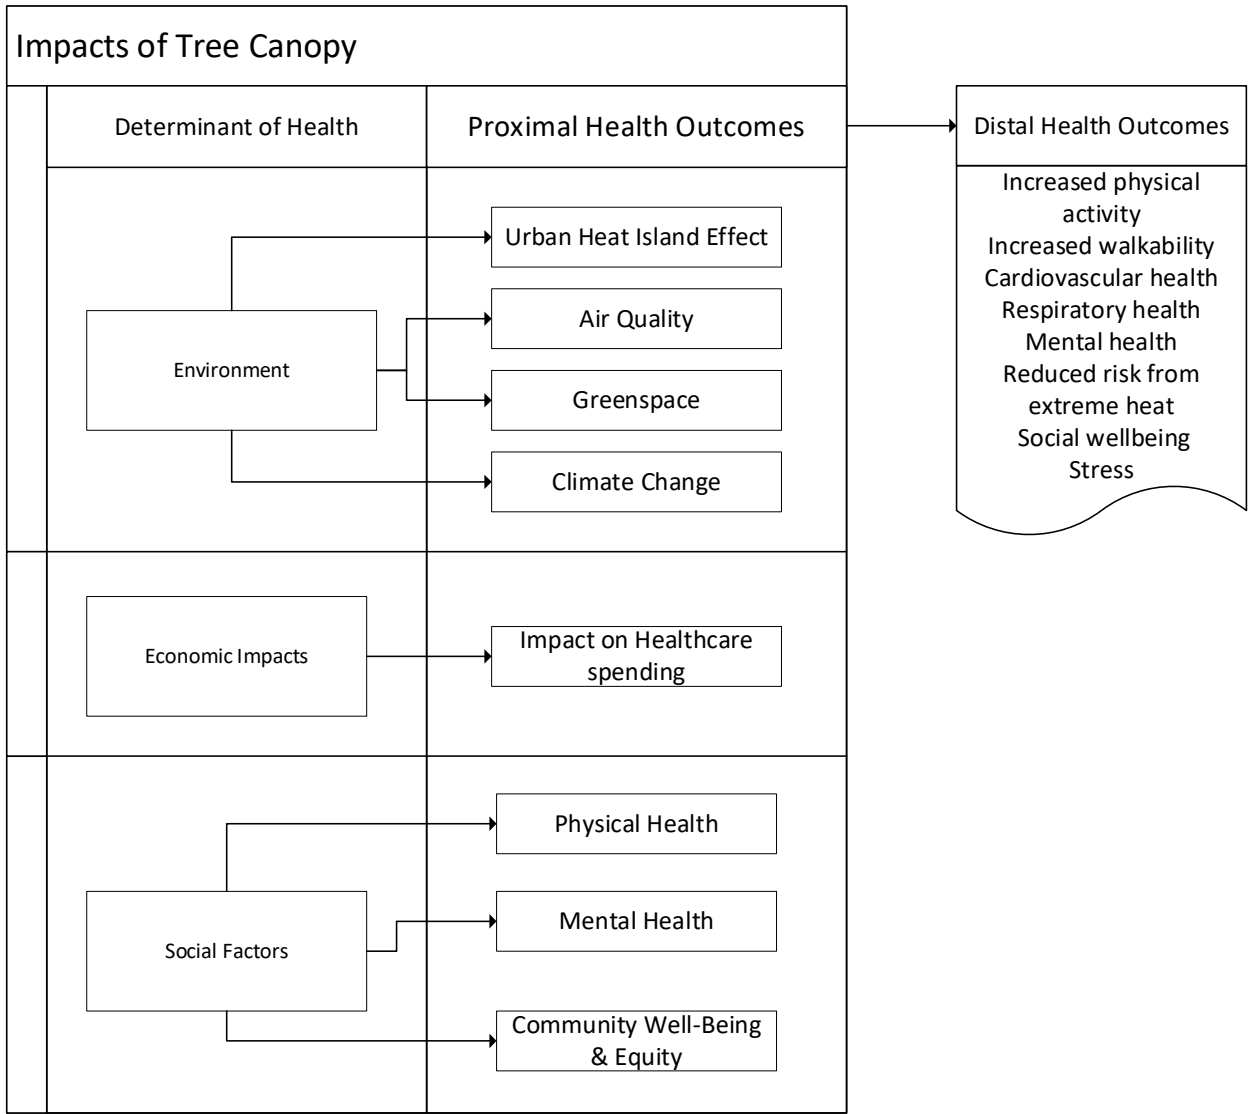 Impacts of Tree Canopy
Determinant of Health
Proximal Health Outcomes
Distal Health Outcomes
Increased physical
activity
Increased walkability
Cardiovascular health
Respiratory health
Mental health
Reduced risk from
extreme heat
Social wellbeing
Stress
Environment
Urban Heat Island Effect
Air Quality
Greenspace
Climate Change
Economic Impacts
Impact on Healthcare
spending
Social Factors
Physical Health
Mental Health
Community Well-Being
& Equity